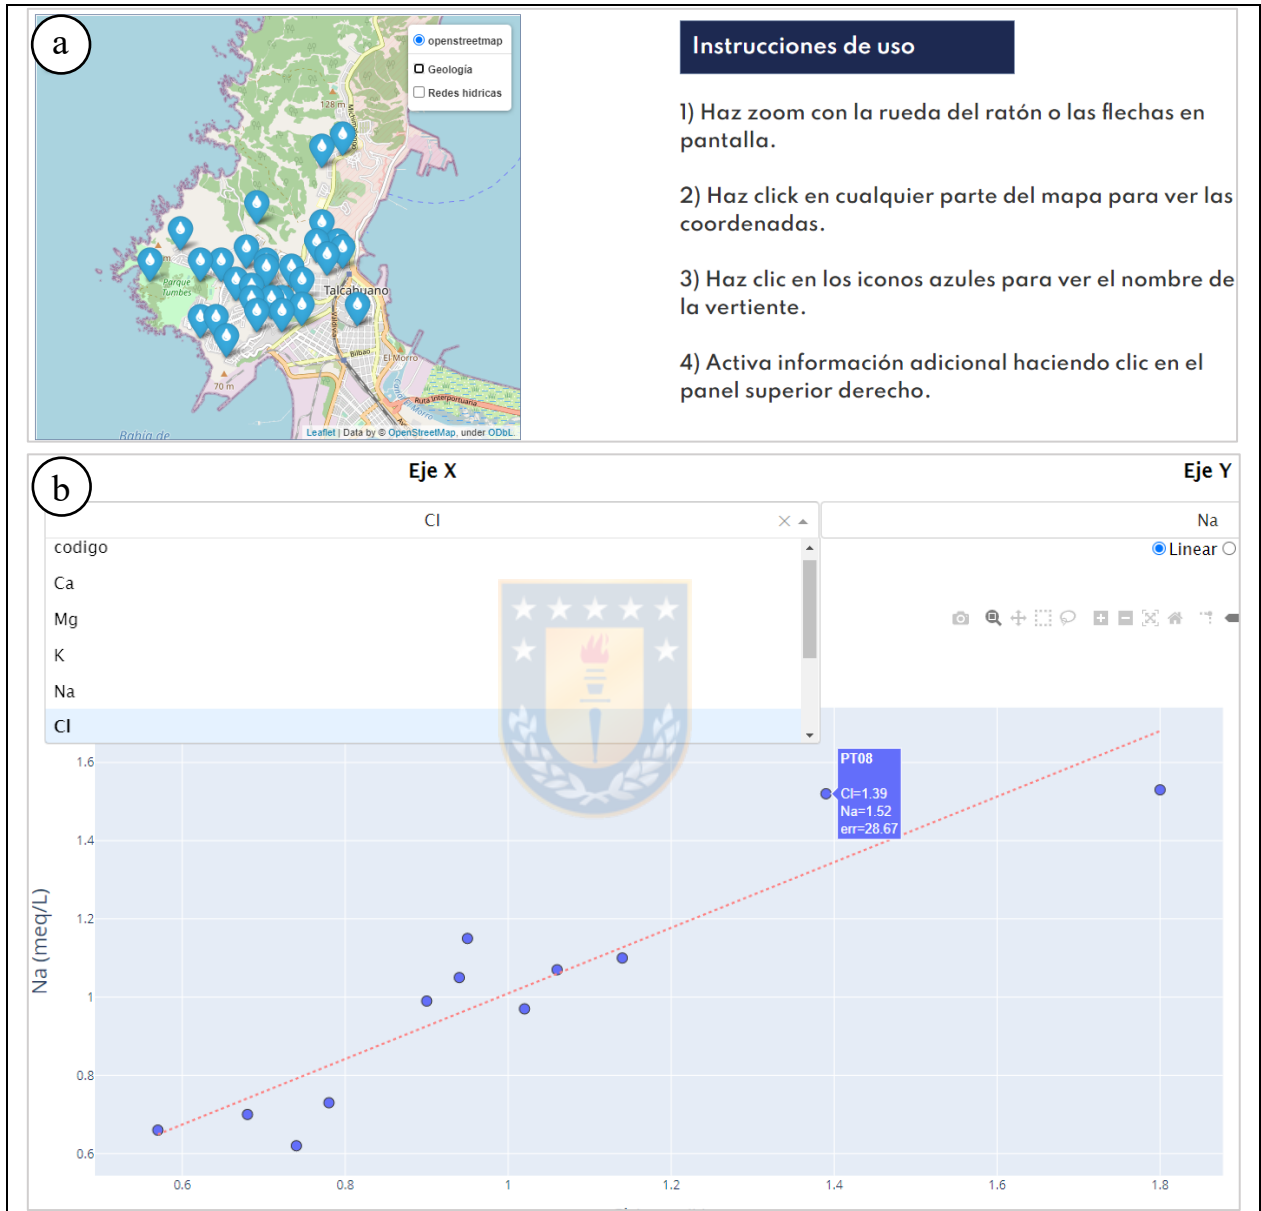 a
openstreetmap
Geología
Redes hidricas
128 m
Parque
Tumbes
Talcahuano
Bilbao
El Morro
Ruta Interportuaria
70 m
Bahía de
Leaflet | Data by © OpenStreetMap, under ODbL.
Instrucciones de uso
1) Haz zoom con la rueda del ratón o las flechas en
pantalla.
2) Haz click en cualquier parte del mapa para ver las
coordenadas.
3) Haz clic en los iconos azules para ver el nombre de
la vertiente.
4) Activa información adicional haciendo clic en el
panel superior derecho.
b
Eje X
Eje Y
Cl
Na
codigo
Ca
Mg
K
Na
Cl
Linear
PT08
Cl=1.39
Na=1.52
err=28.67
Na (meq/L)
1.6
1.4
1.2
1
0.8
0.6
0.6
0.8
1
1.2
1.4
1.6
1.8